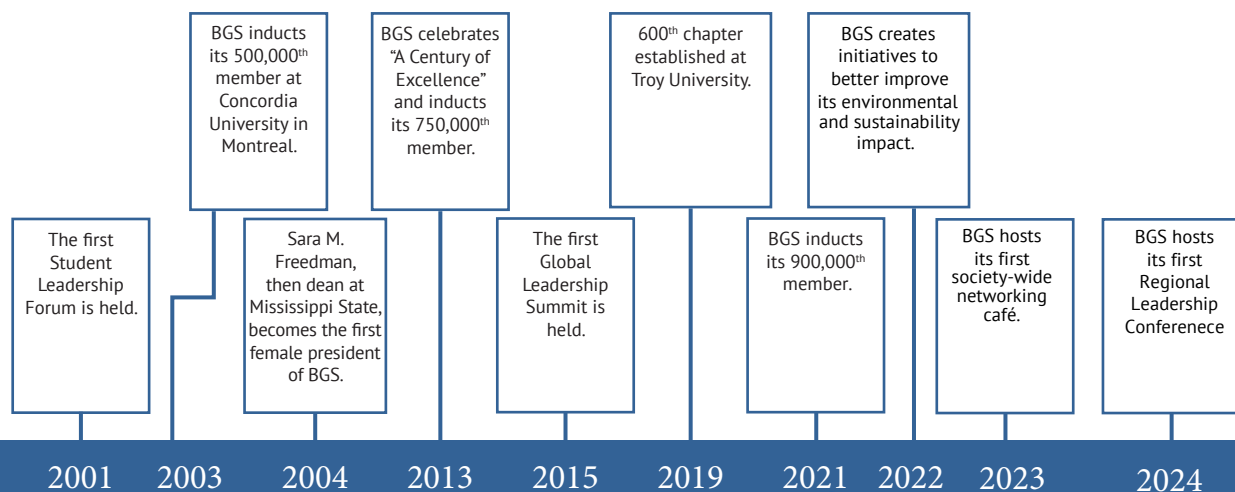 BGS inducts
its 500,000th
member at
Concordia
University in
Montreal.
BGS celebrates
“A Century of
Excellence”
and inducts
its 750,000th
member.
600th chapter
established at
Troy University.
BGS creates
initiatives to
better improve
its environmental
and sustainability
impact.
The first
Student
Leadership
Forum is held.
Sara M.
Freedman,
then dean at
Mississippi State,
becomes the first
female president
of BGS.
The first
Global
Leadership
Summit is
held.
BGS inducts
its 900,000th
member.
BGS hosts
its first
society-wide
networking
café.
BGS hosts
its first
Regional
Leadership
Conferenece
2001 2003 2004 2013 2015 2019 2021 2022 2023 2024